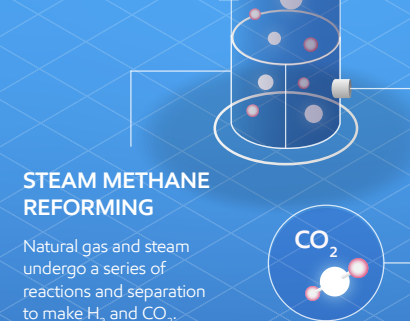 STEAM METHANE
REFORMING
Natural gas and steam
undergo a series of
reactions and separation
to make H₂ and CO₂.
CO₂